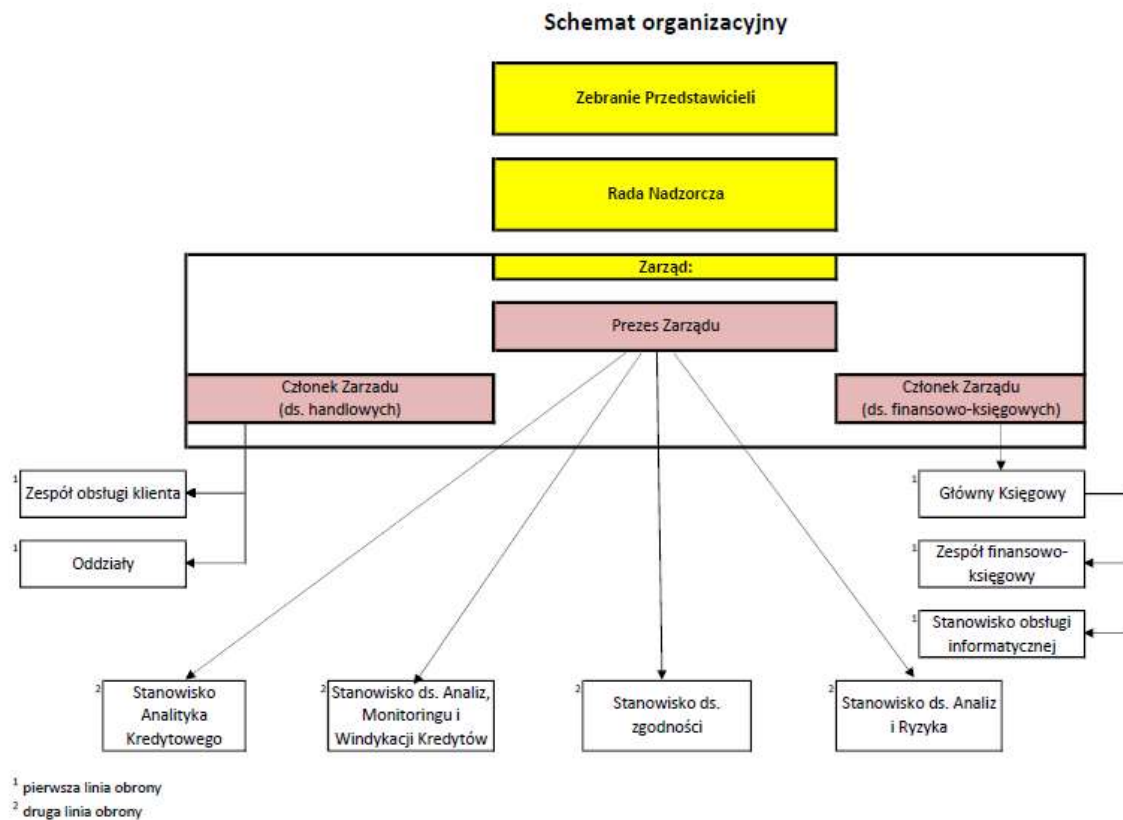 Schemat organizacyjny
Zebranie Przedstawicieli
Rada Nadzorcza
Zarząd:
Prezes Zarządu
Członek Zarzadu
(ds. handlowych)
Członek Zarządu
(ds. finansowo-księgowych)
1 Zespół obsługi klienta
1 Główny Księgowy
1 Oddziały
1 Zespół finansowo-
księgowy
1 Stanowisko obsługi
informatycznej
2 Stanowisko
Analityka
Kredytowego
2 Stanowisko ds. Analiz,
Monitoringu i
Windykacji Kredytów
2 Stanowisko ds.
zgodności
2 Stanowisko ds. Analiz
i Ryzyka
1 pierwsza linia obrony
2 druga linia obrony